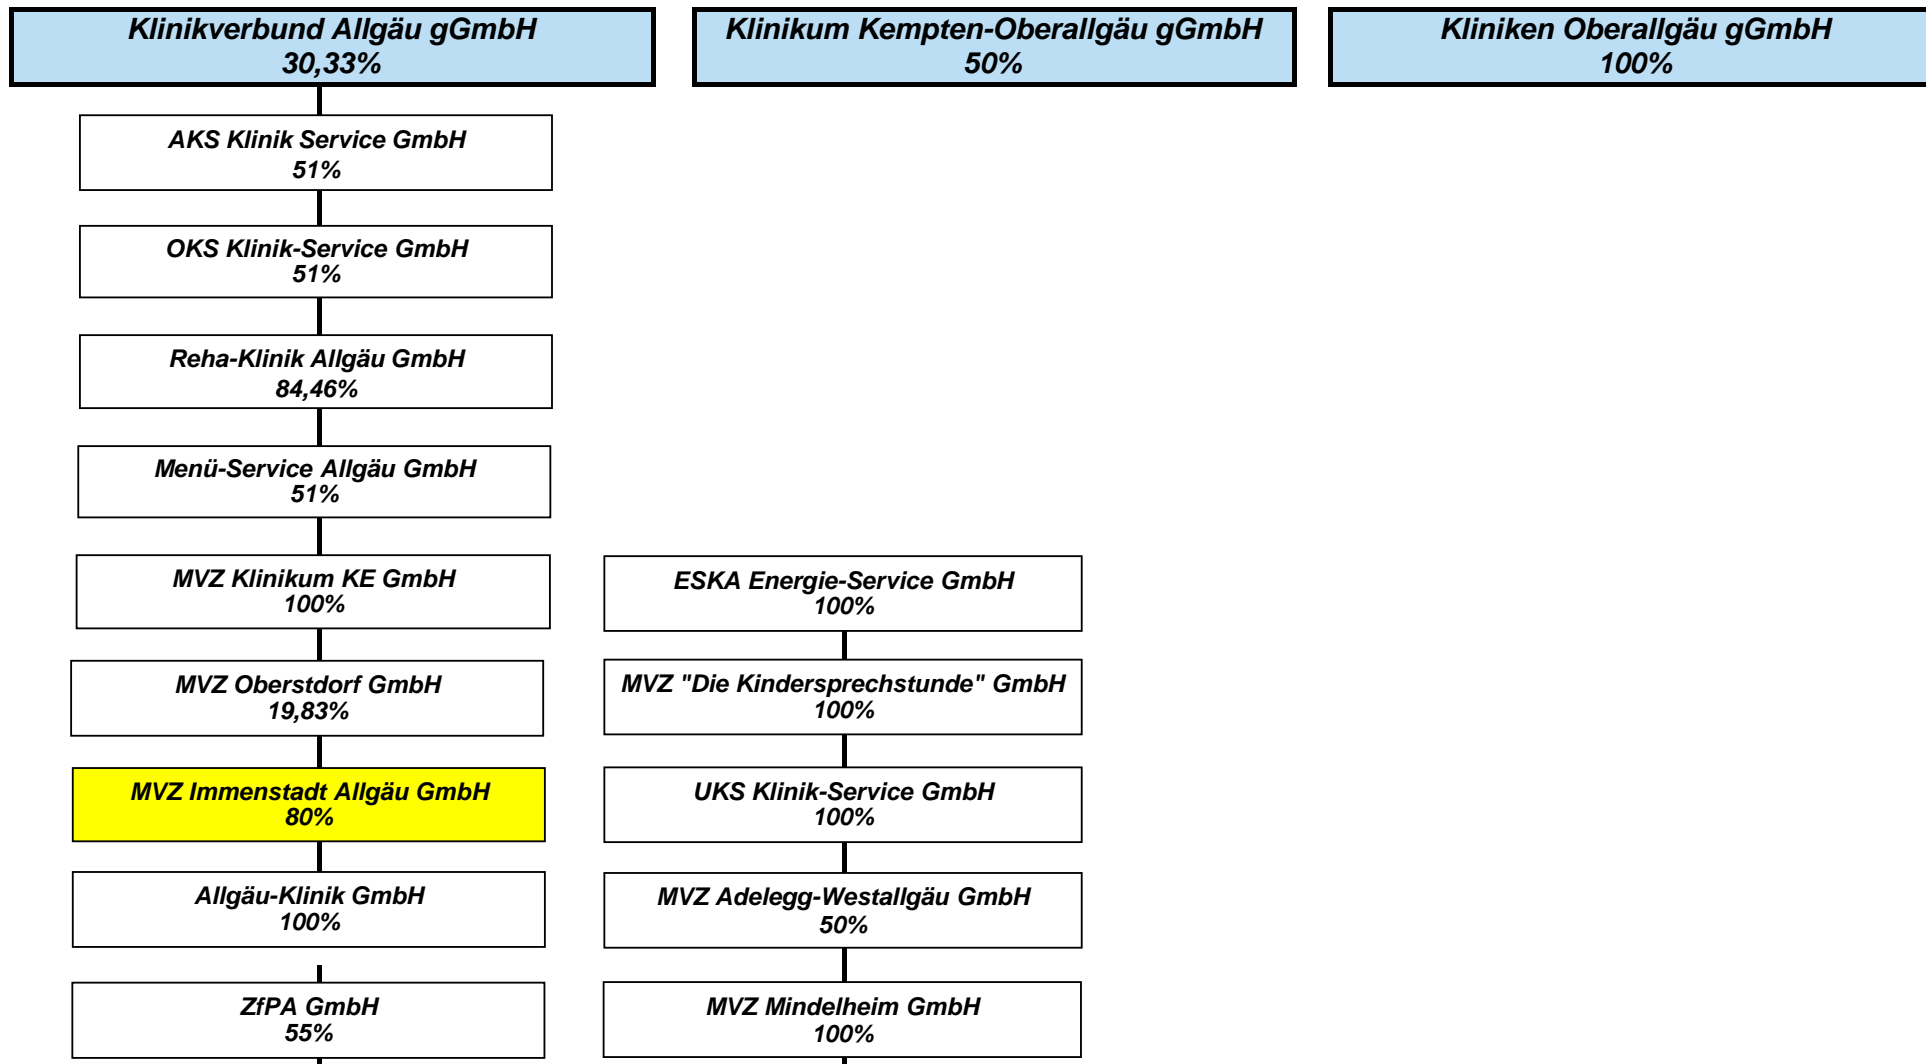 Klinikverbund Allgäu gGmbH
30,33%
Klinikum Kempten-Oberallgäu gGmbH
50%
Kliniken Oberallgäu gGmbH
100%
AKS Klinik Service GmbH
51%
OKS Klinik-Service GmbH
51%
Reha-Klinik Allgäu GmbH
84,46%
Menü-Service Allgäu GmbH
51%
MVZ Klinikum KE GmbH
100%
ESKA Energie-Service GmbH
100%
MVZ Oberstdorf GmbH
19,83%
MVZ "Die Kindersprechstunde" GmbH
100%
MVZ Immenstadt Allgäu GmbH
80%
UKS Klinik-Service GmbH
100%
Allgäu-Klinik GmbH
100%
MVZ Adelegg-Westallgäu GmbH
50%
ZfPA GmbH
55%
MVZ Mindelheim GmbH
100%